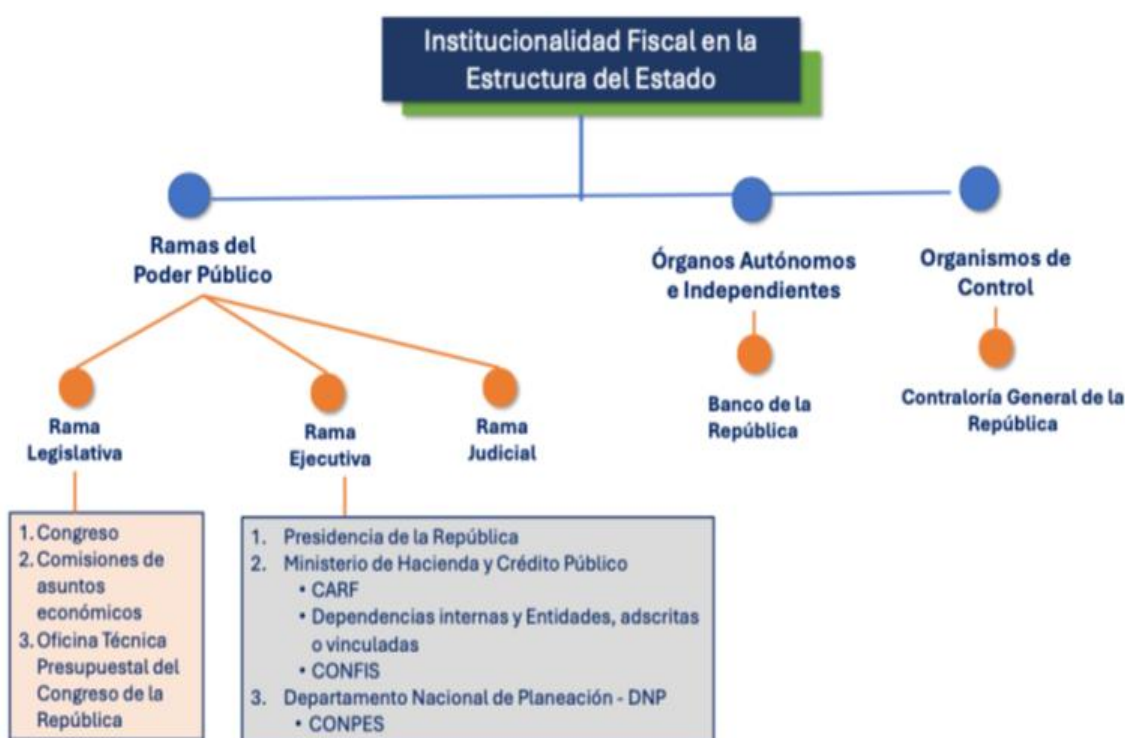 Institucionalidad Fiscal en la
Estructura del Estado
Ramas del
Poder Público
Órganos Autónomos
e Independientes
Organismos de
Control
Rama
Legislativa
Rama
Ejecutiva
Rama
Judicial
Banco de la
República
Contraloría General de la
República
1. Congreso
2. Comisiones de
asuntos
económicos
3. Oficina Técnica
Presupuestal del
Congreso de la
República
1. Presidencia de la República
2. Ministerio de Hacienda y Crédito Público
• CARF
• Dependencias internas y Entidades, adscritas
o vinculadas
• CONFIS
3. Departamento Nacional de Planeación - DNP
• CONPES